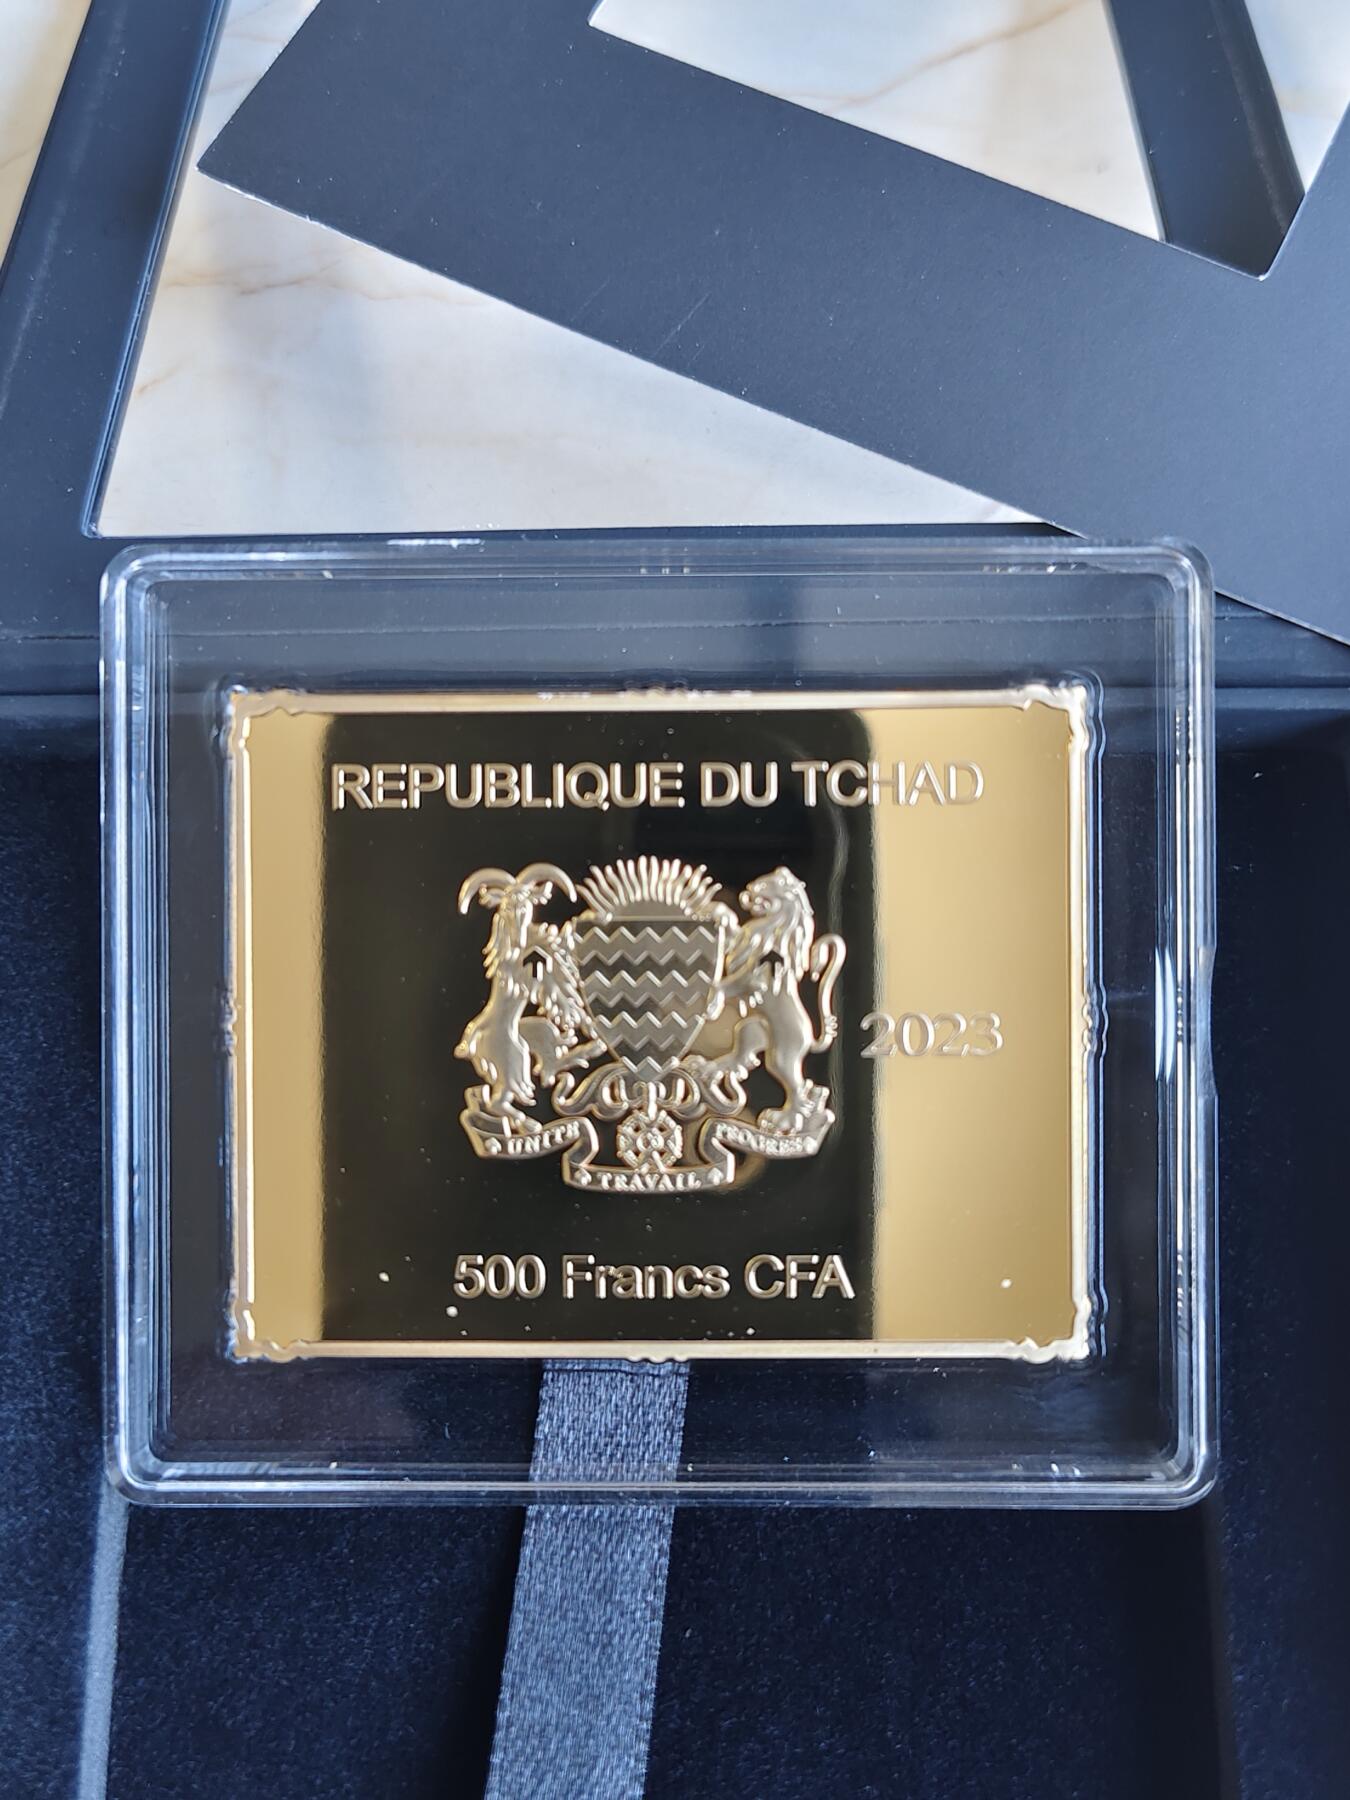 REPUBLIQUE DU TCHAD
2023
UNITE
TRAVAIL
PROGRES
500 Francs CFA